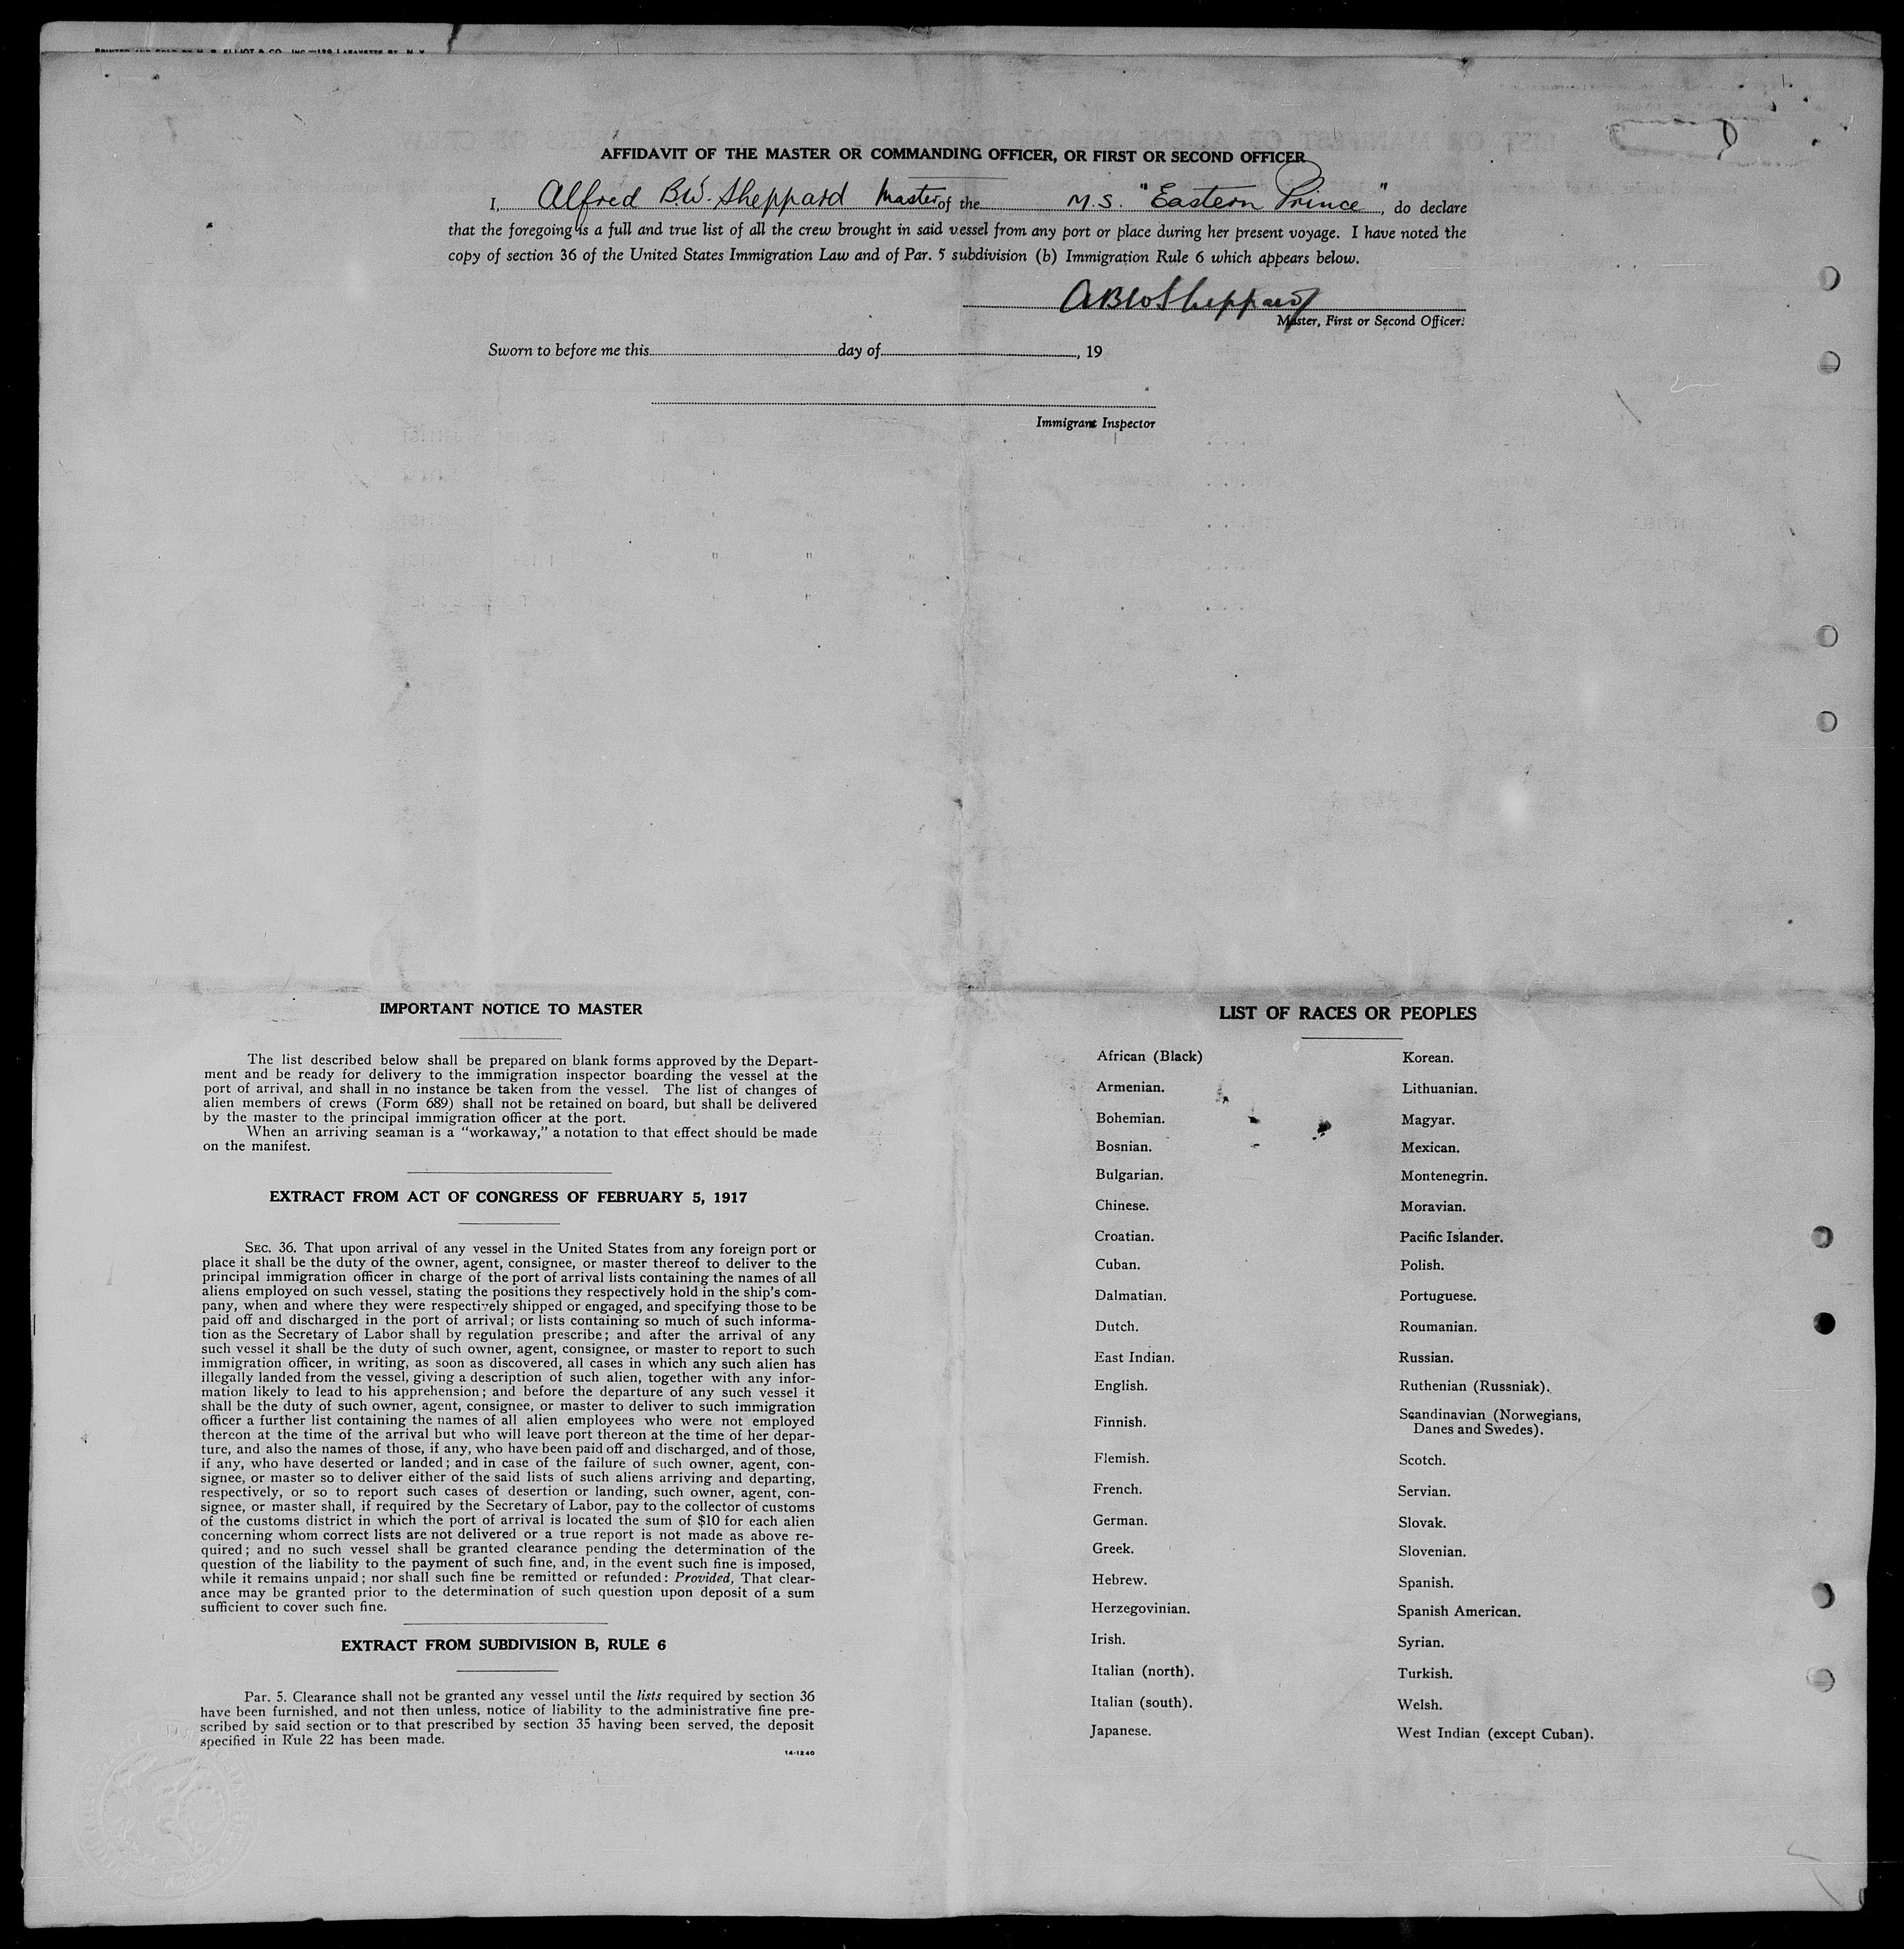 PRINTED AND SOLD BY M. B. ELLIOT & CO. INC.—129 LAFAYETTE ST. N. Y.
AFFIDAVIT OF THE MASTER OR COMMANDING OFFICER, OR FIRST OR SECOND OFFICER
I, Alfred B.W. Sheppard Master of the M.S. "Eastern Prince", do declare
that the foregoing is a full and true list of all the crew brought in said vessel from any port or place during her present voyage. I have noted the
copy of section 36 of the United States Immigration Law and of Par. 5 subdivision (b) Immigration Rule 6 which appears below.
ABW Sheppard
Master, First or Second Officer.
Sworn to before me this day of , 19
Immigrant Inspector
IMPORTANT NOTICE TO MASTER
The list described below shall be prepared on blank forms approved by the Depart-
ment and be ready for delivery to the immigration inspector boarding the vessel at the
port of arrival, and shall in no instance be taken from the vessel. The list of changes of
alien members of crews (Form 689) shall not be retained on board, but shall be delivered
by the master to the principal immigration officer at the port.
When an arriving seaman is a "workaway," a notation to that effect should be made
on the manifest.
EXTRACT FROM ACT OF CONGRESS OF FEBRUARY 5, 1917
SEC. 36. That upon arrival of any vessel in the United States from any foreign port or
place it shall be the duty of the owner, agent, consignee, or master thereof to deliver to the
principal immigration officer in charge of the port of arrival lists containing the names of all
aliens employed on such vessel, stating the positions they respectively hold in the ship's com-
pany, when and where they were respectively shipped or engaged, and specifying those to be
paid off and discharged in the port of arrival; or lists containing so much of such informa-
tion as the Secretary of Labor shall by regulation prescribe; and after the arrival of any
such vessel it shall be the duty of such owner, agent, consignee, or master to report to such
immigration officer, in writing, as soon as discovered, all cases in which any such alien has
illegally landed from the vessel, giving a description of such alien, together with any infor-
mation likely to lead to his apprehension; and before the departure of any such vessel it
shall be the duty of such owner, agent, consignee, or master to deliver to such immigration
officer a further list containing the names of all alien employees who were not employed
thereon at the time of the arrival but who will leave port thereon at the time of her depar-
ture, and also the names of those, if any, who have been paid off and discharged, and of those,
if any, who have deserted or landed; and in case of the failure of such owner, agent, con-
signee, or master so to deliver either of the said lists of such aliens arriving and departing,
respectively, or so to report such cases of desertion or landing, such owner, agent, con-
signee, or master shall, if required by the Secretary of Labor, pay to the collector of customs
of the customs district in which the port of arrival is located the sum of $10 for each alien
concerning whom correct lists are not delivered or a true report is not made as above re-
quired; and no such vessel shall be granted clearance pending the determination of the
question of the liability to the payment of such fine, and, in the event such fine is imposed,
while it remains unpaid; nor shall such fine be remitted or refunded: Provided, That clear-
ance may be granted prior to the determination of such question upon deposit of a sum
sufficient to cover such fine.
EXTRACT FROM SUBDIVISION B, RULE 6
Par. 5. Clearance shall not be granted any vessel until the lists required by section 36
have been furnished, and not then unless, notice of liability to the administrative fine pre-
scribed by said section or to that prescribed by section 35 having been served, the deposit
specified in Rule 22 has been made.
14-1240
LIST OF RACES OR PEOPLES
African (Black)
Armenian.
Bohemian.
Bosnian.
Bulgarian.
Chinese.
Croatian.
Cuban.
Dalmatian.
Dutch.
East Indian.
English.
Finnish.
Flemish.
French.
German.
Greek.
Hebrew.
Herzegovinian.
Irish.
Italian (north).
Italian (south).
Japanese.
Korean.
Lithuanian.
Magyar.
Mexican.
Montenegrin.
Moravian.
Pacific Islander.
Polish.
Portuguese.
Roumanian.
Russian.
Ruthenian (Russniak).
Scandinavian (Norwegians,
Danes and Swedes).
Scotch.
Servian.
Slovak.
Slovenian.
Spanish.
Spanish American.
Syrian.
Turkish.
Welsh.
West Indian (except Cuban).